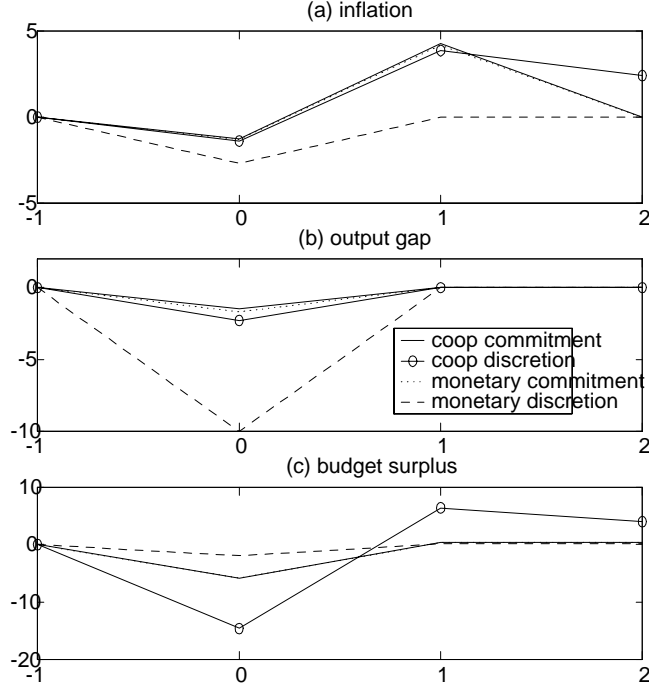 (a) inflation
5
0
-5
-1 0 1 2
(b) output gap
0
-5
-10
coop commitment
coop discretion
monetary commitment
monetary discretion
-1 0 1 2
(c) budget surplus
10
0
-10
-20
-1 0 1 2